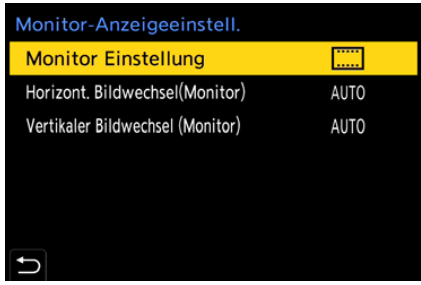 Monitor-Anzeigeeinstell.
Monitor Einstellung
Horizont. Bildwechsel(Monitor) AUTO
Vertikaler Bildwechsel (Monitor) AUTO